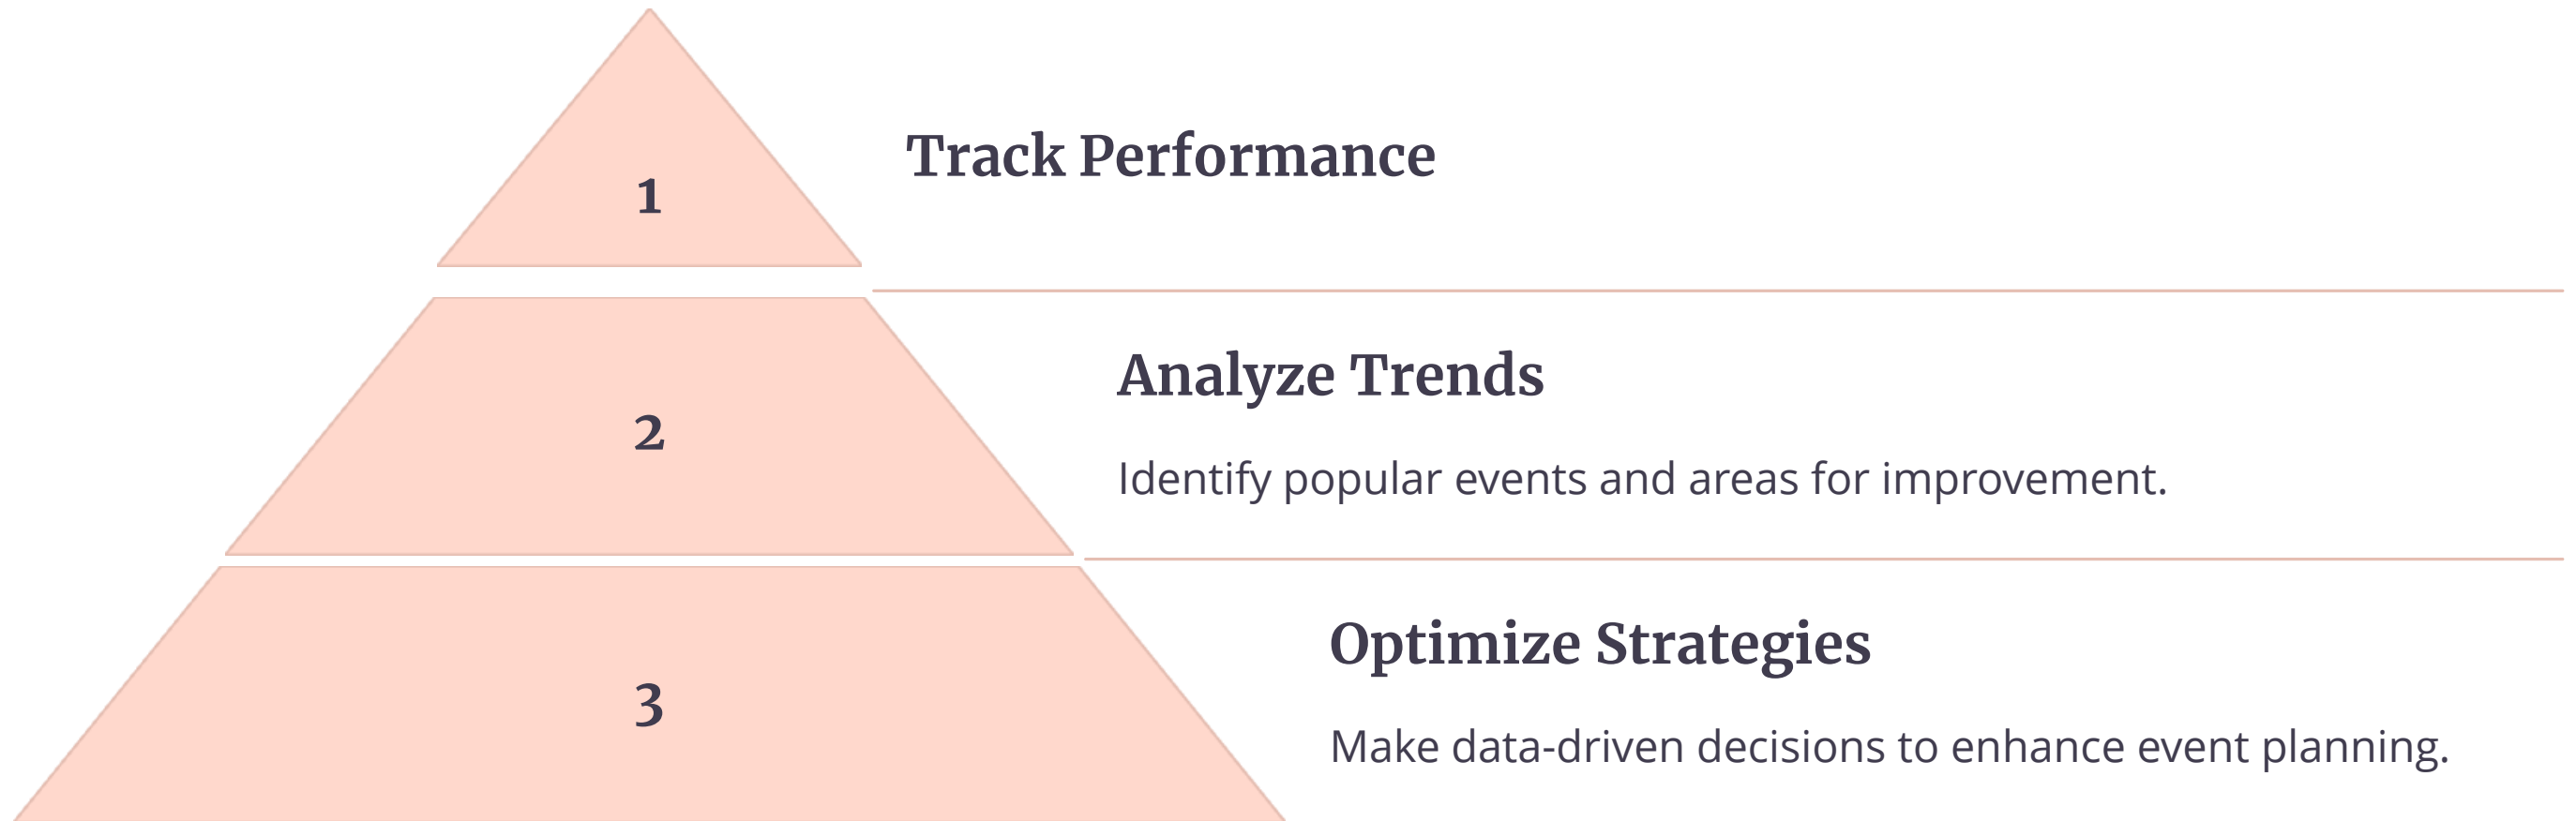 1
Track Performance
2
Analyze Trends
Identify popular events and areas for improvement.
3
Optimize Strategies
Make data-driven decisions to enhance event planning.